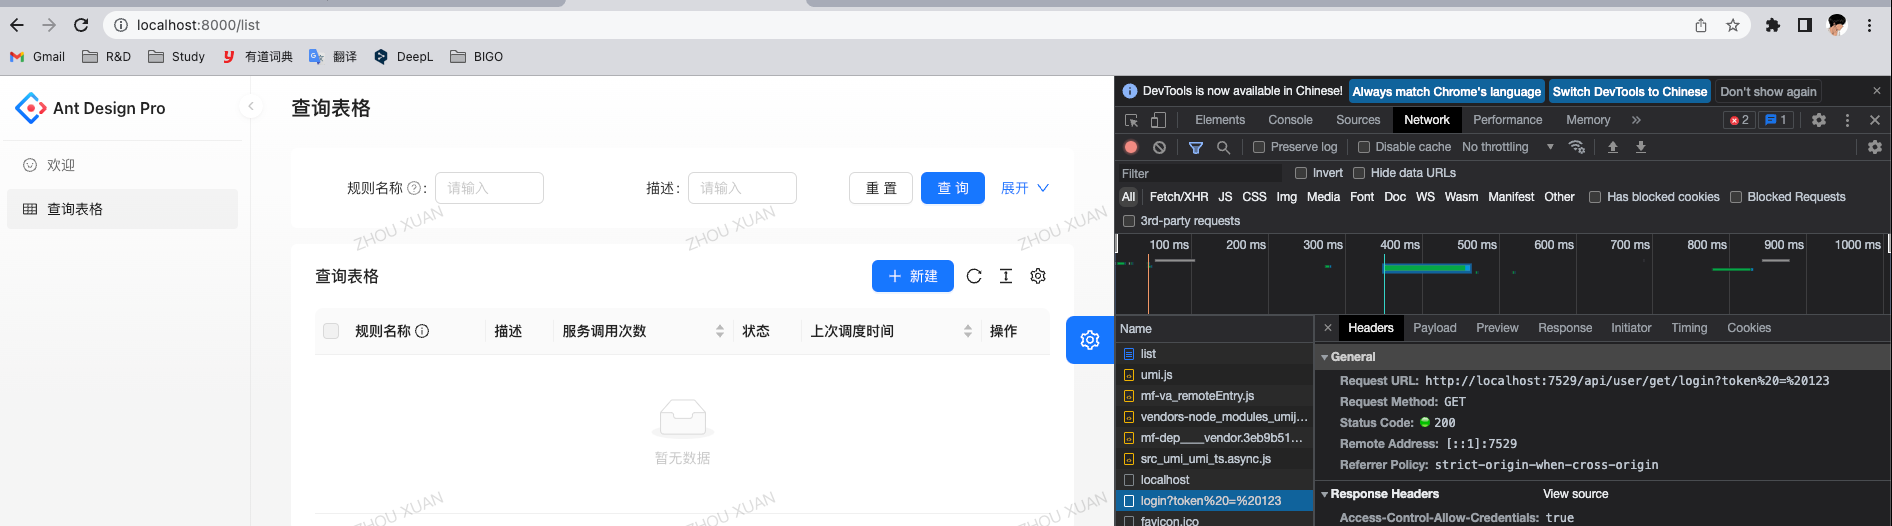 localhost:8000/list
Gmail R&D Study 有道词典 翻译 DeepL BIGO
Ant Design Pro
欢迎
查询表格
查询表格
规则名称 : 请输入 描述 : 请输入 重 置 查 询 展开
查询表格
新建
规则名称 描述 服务调用次数 状态 上次调度时间 操作
暂无数据
ZHOU XUAN
ZHOU XUAN
ZHOU XUAN
ZHOU XUAN
ZHOU XUAN
ZHOU XUAN
DevTools is now available in Chinese! Always match Chrome's language Switch DevTools to Chinese Don't show again
Elements Console Sources Network Performance Memory 2 1
Preserve log Disable cache No throttling
Filter Invert Hide data URLs
All Fetch/XHR JS CSS Img Media Font Doc WS Wasm Manifest Other Has blocked cookies Blocked Requests
3rd-party requests
100 ms 200 ms 300 ms 400 ms 500 ms 600 ms 700 ms 800 ms 900 ms 1000 ms
Name
list
umi.js
mf-va_remoteEntry.js
vendors-node_modules_umij...
mf-dep____vendor.3eb9b51...
src_umi_umi_ts.async.js
localhost
login?token%20=%20123
favicon.ico
Headers Payload Preview Response Initiator Timing Cookies
General
Request URL: http://localhost:7529/api/user/get/login?token%20=%20123
Request Method: GET
Status Code: 200
Remote Address: [::1]:7529
Referrer Policy: strict-origin-when-cross-origin
Response Headers View source
Access-Control-Allow-Credentials: true